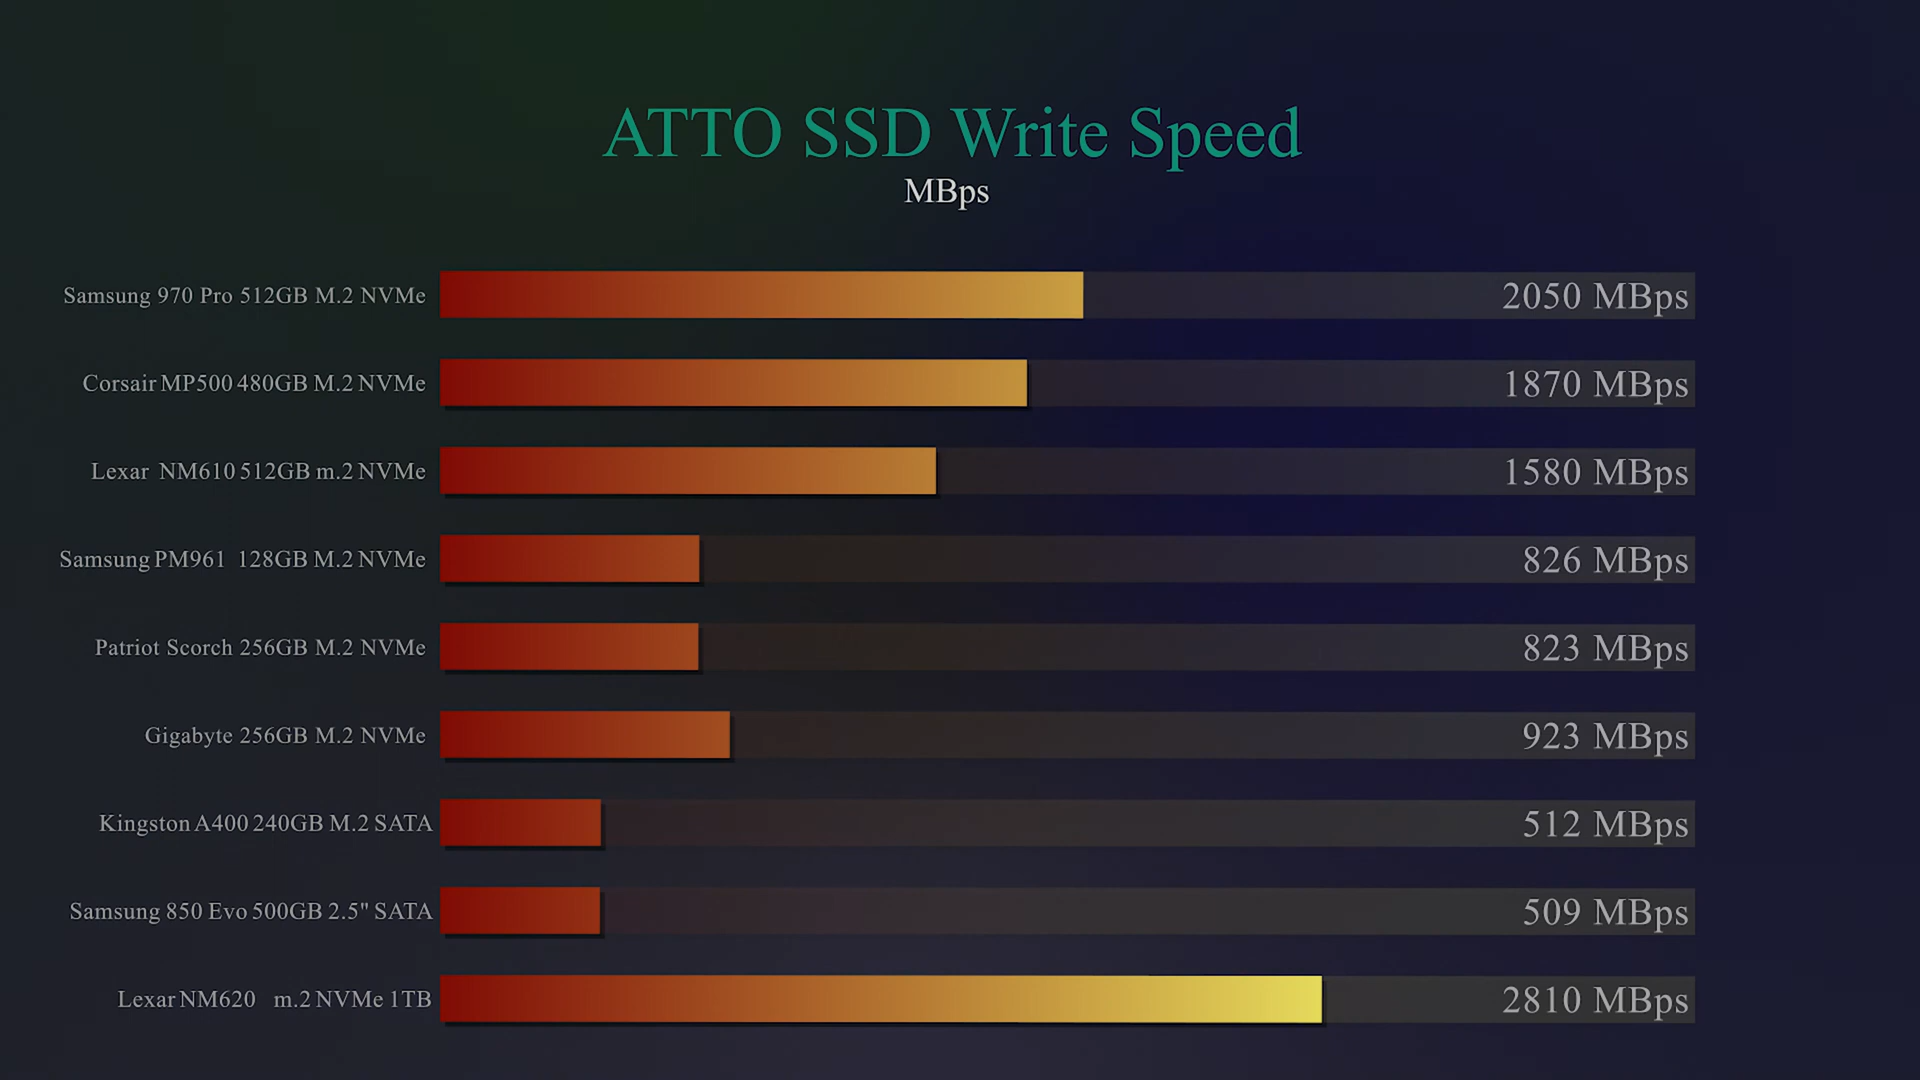 ATTO SSD Write Speed
MBps
Samsung 970 Pro 512GB M.2 NVMe 2050 MBps
Corsair MP500 480GB M.2 NVMe 1870 MBps
Lexar NM610 512GB m.2 NVMe 1580 MBps
Samsung PM961 128GB M.2 NVMe 826 MBps
Patriot Scorch 256GB M.2 NVMe 823 MBps
Gigabyte 256GB M.2 NVMe 923 MBps
Kingston A400 240GB M.2 SATA 512 MBps
Samsung 850 Evo 500GB 2.5" SATA 509 MBps
Lexar NM620 m.2 NVMe 1TB 2810 MBps